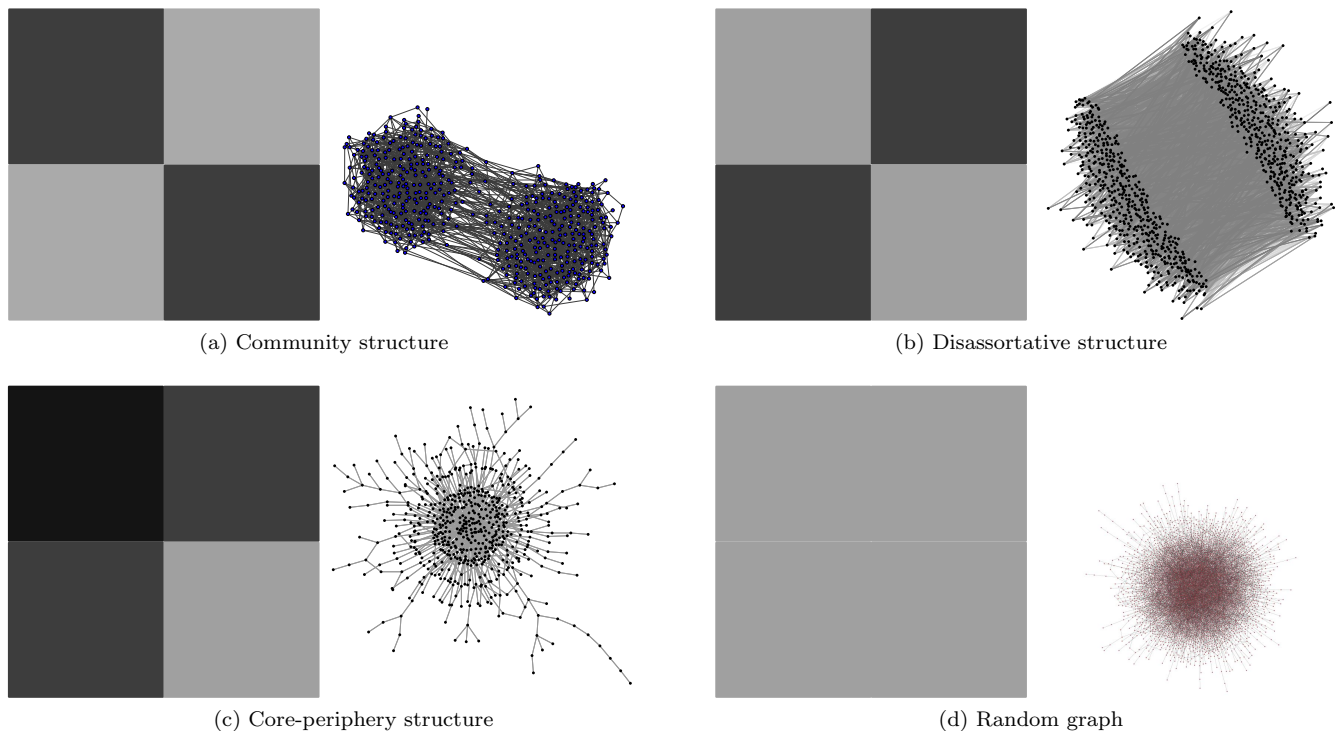 (a) Community structure
(b) Disassortative structure
(c) Core-periphery structure
(d) Random graph